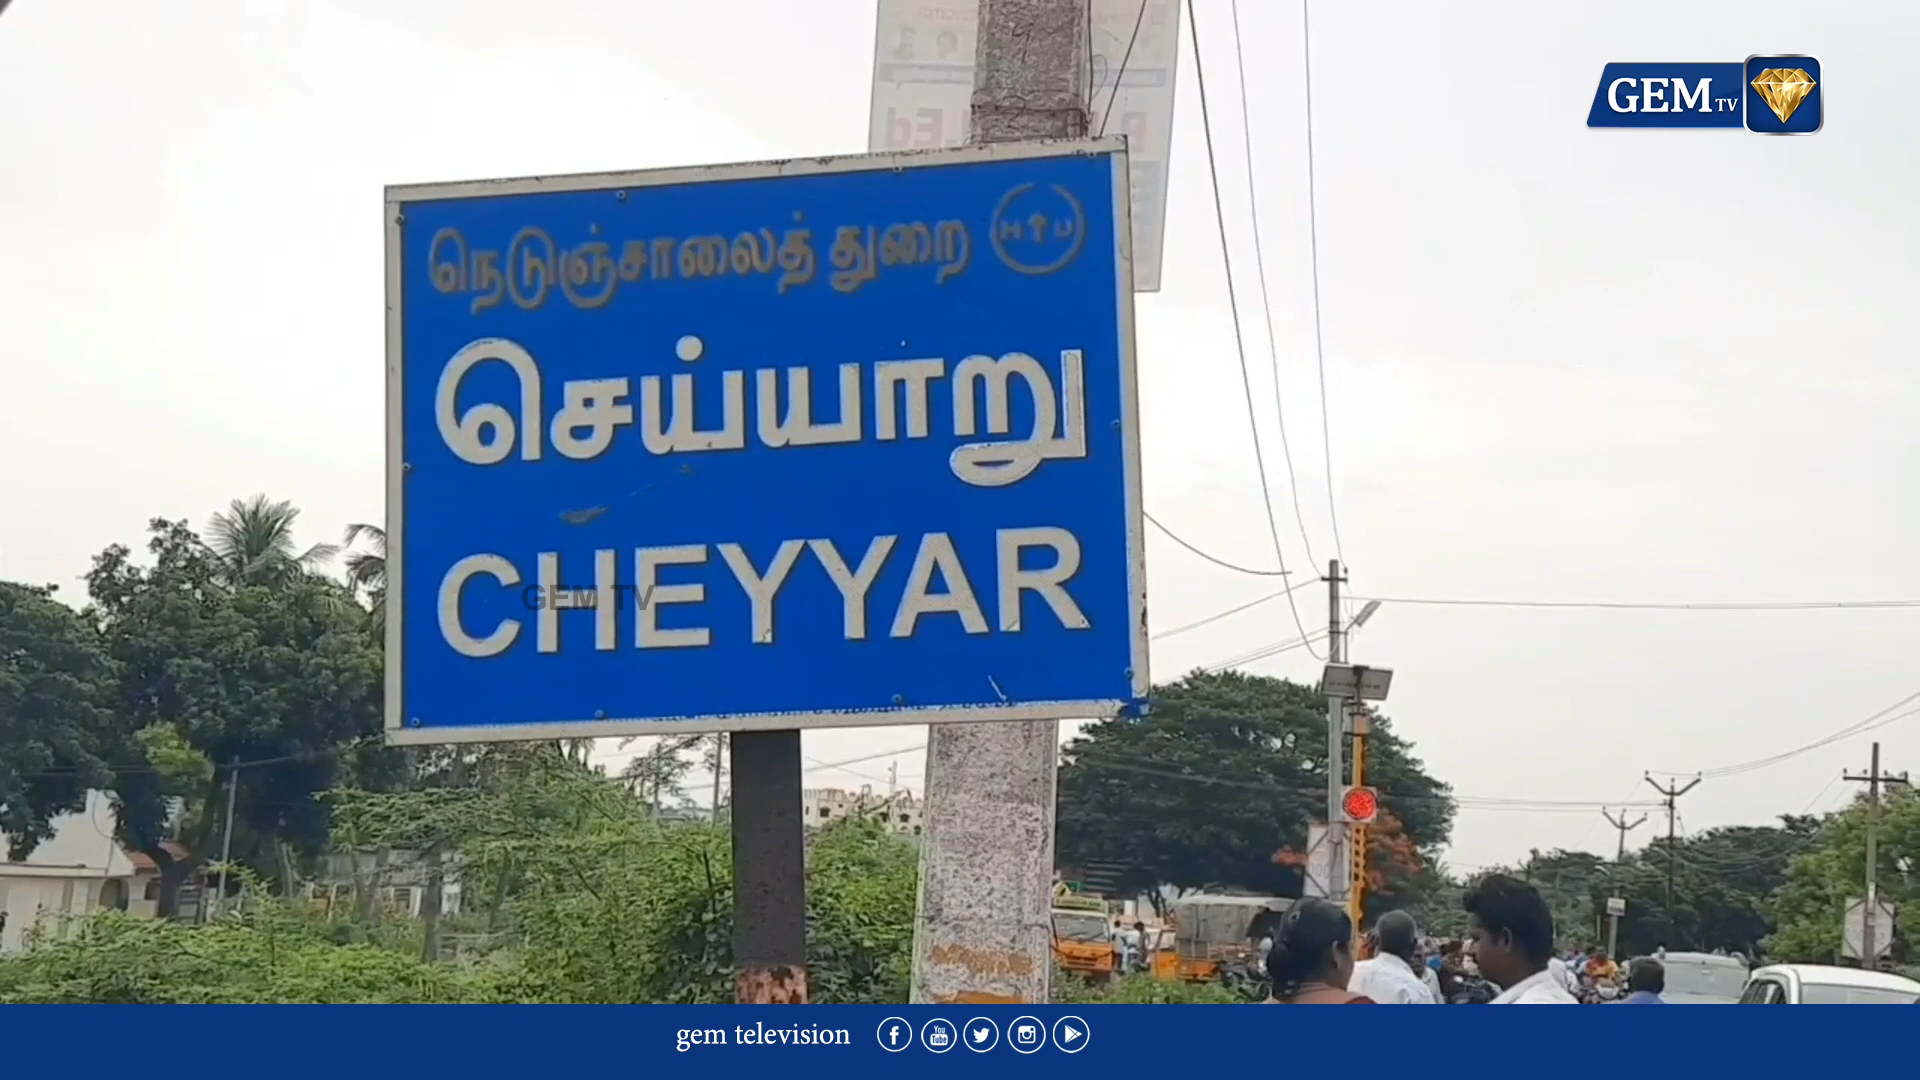 GEM TV
நெடுஞ்சாலைத் துறை H D
செய்யாறு
CHEYYAR
GEM TV
gem television